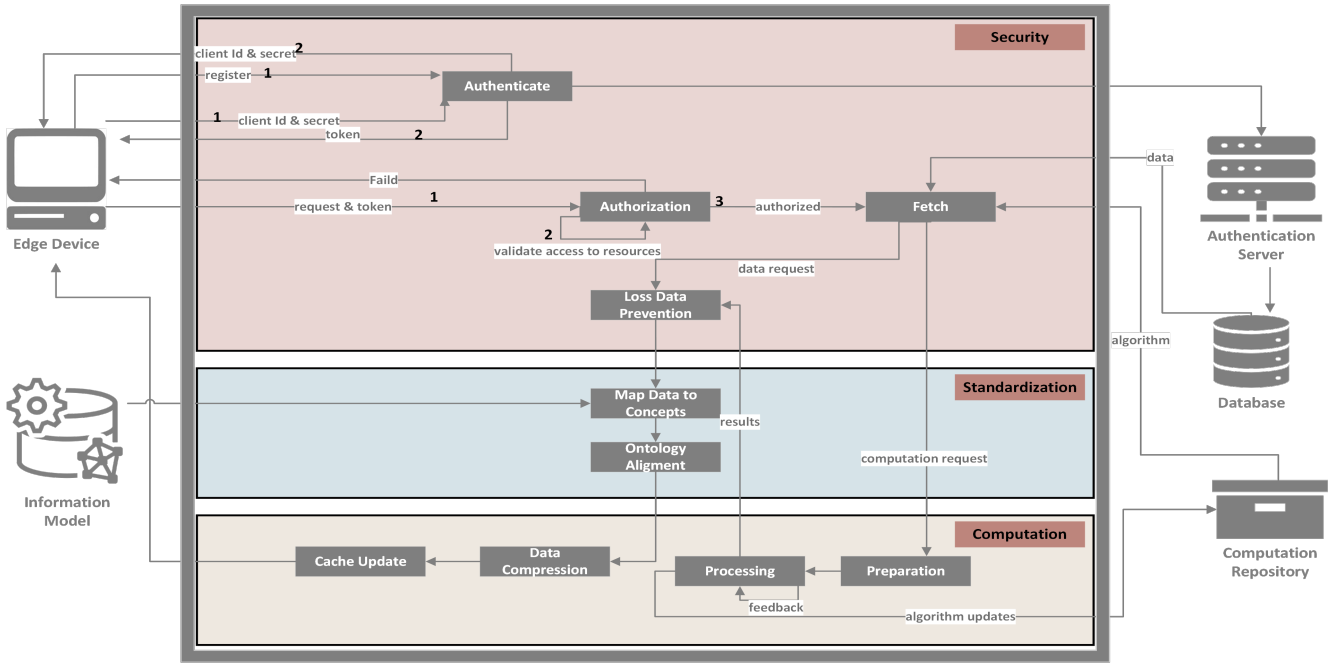 Security
client Id & secret 2
register 1
Authenticate
1 client Id & secret
token 2
data
Faild
request & token 1
Authorization
3 authorized
Fetch
2
validate access to resources
Edge Device
Authentication
Server
data request
Loss Data
Prevention
algorithm
Standardization
Map Data to
Concepts
Database
results
Ontology
Aligment
computation request
Information
Model
Computation
Cache Update
Data
Compression
Processing
Preparation
Computation
Repository
feedback
algorithm updates